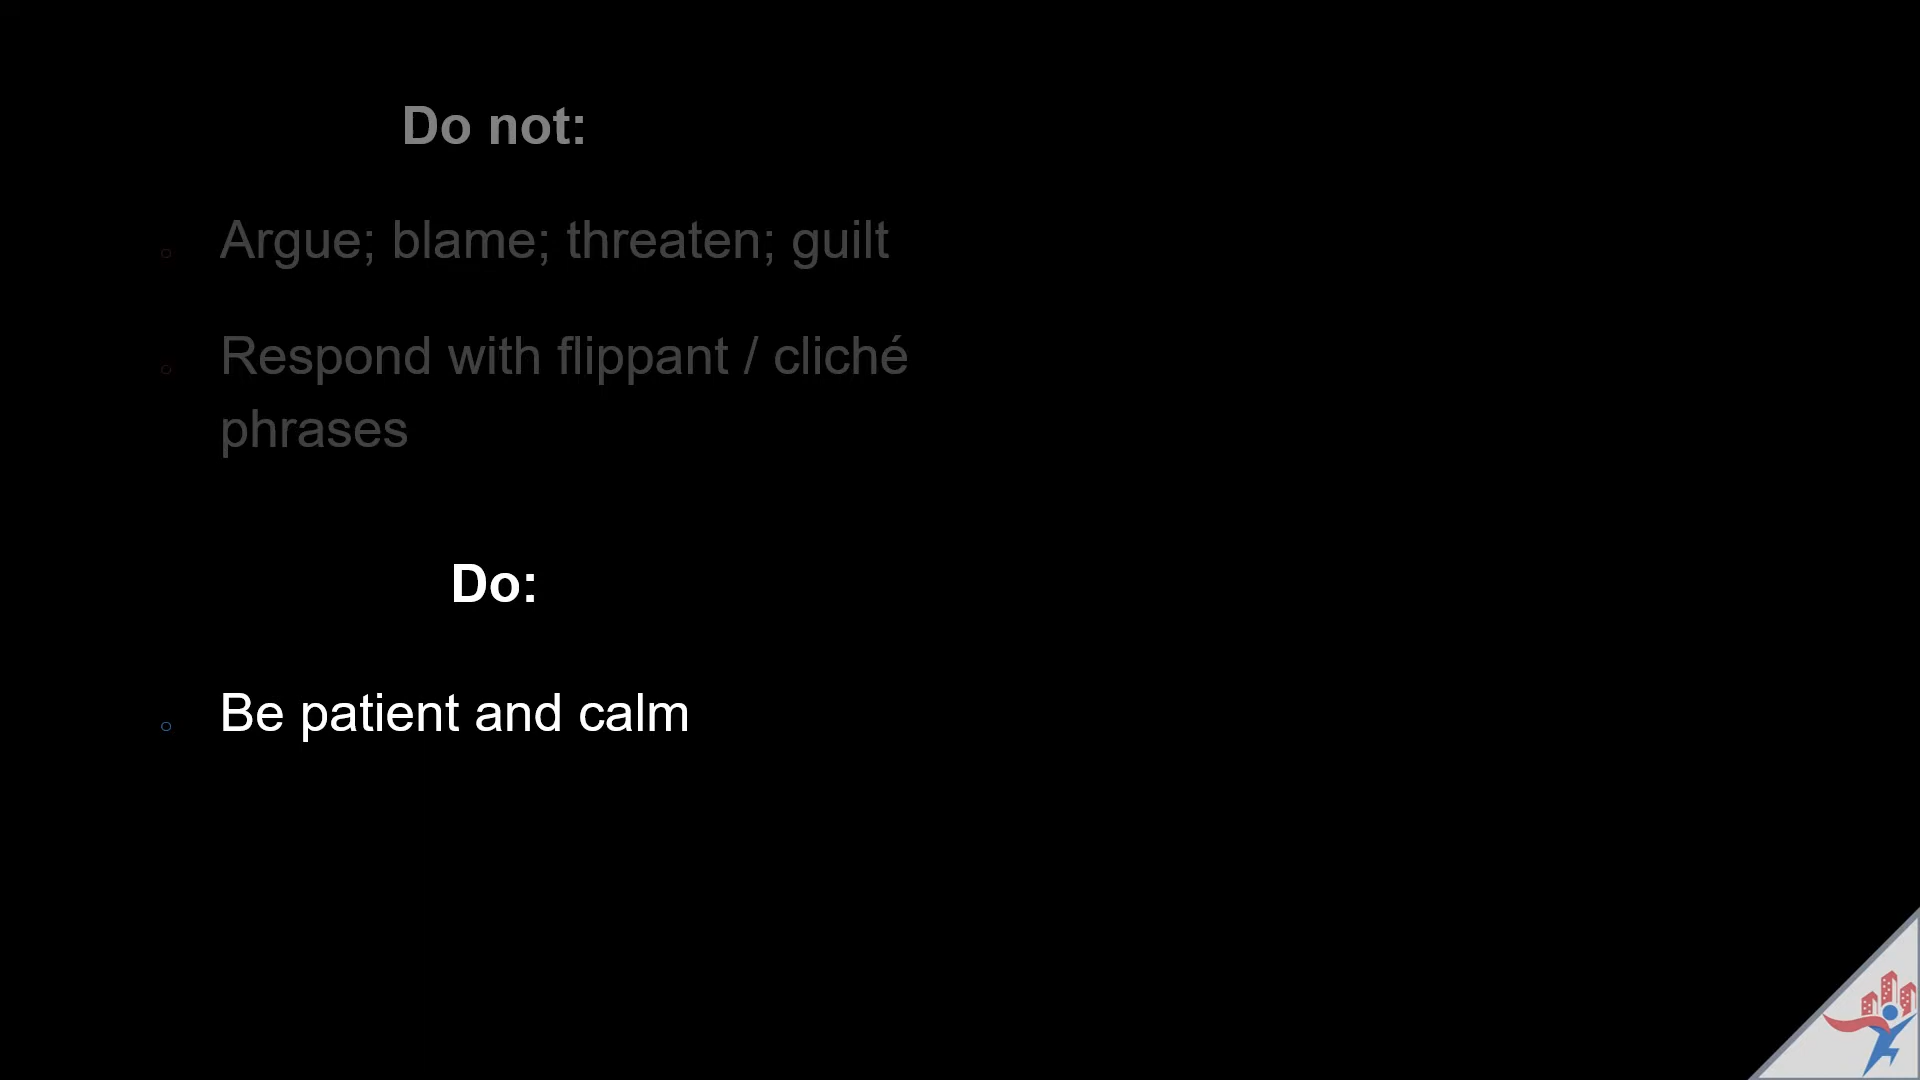 Do not:
Argue; blame; threaten; guilt
Respond with flippant / cliché
phrases
Do:
Be patient and calm